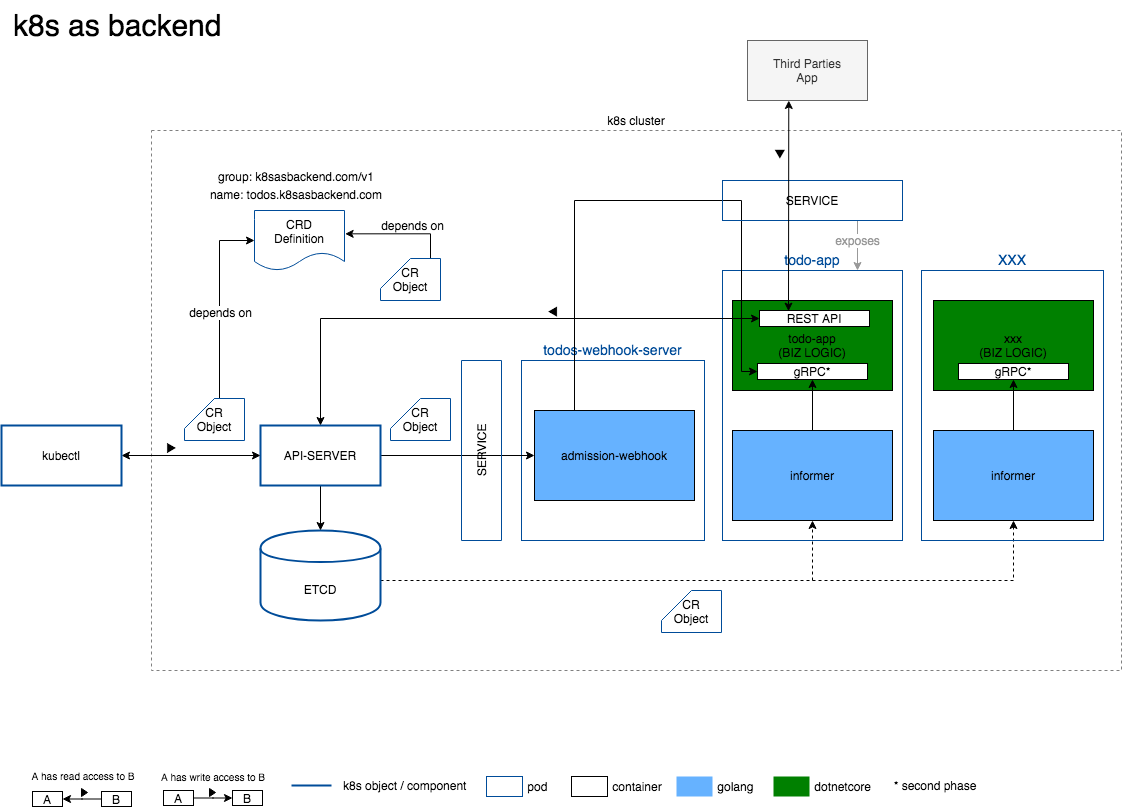 k8s as backend
Third Parties
App
k8s cluster
group: k8sasbackend.com/v1
name: todos.k8sasbackend.com
SERVICE
CRD
Definition
depends on
exposes
CR
Object
todo-app
XXX
depends on
REST API
todo-app
(BIZ LOGIC)
gRPC*
xxx
(BIZ LOGIC)
gRPC*
todos-webhook-server
CR
Object
CR
Object
kubectl
API-SERVER
SERVICE
admission-webhook
informer
informer
ETCD
CR
Object
A has read access to B
A B
A has write access to B
A B
k8s object / component
pod
container
golang
dotnetcore
* second phase